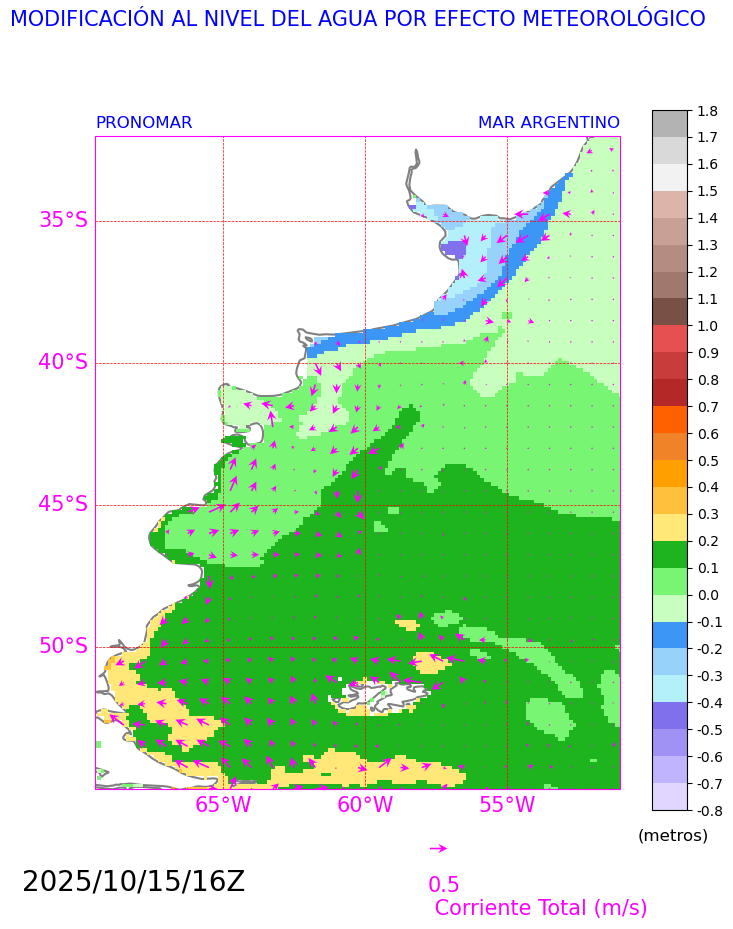 MODIFICACIÓN AL NIVEL DEL AGUA POR EFECTO METEOROLÓGICO
PRONOMAR MAR ARGENTINO
35°S
40°S
45°S
50°S
65°W 60°W 55°W
1.8
1.7
1.6
1.5
1.4
1.3
1.2
1.1
1.0
0.9
0.8
0.7
0.6
0.5
0.4
0.3
0.2
0.1
0.0
-0.1
-0.2
-0.3
-0.4
-0.5
-0.6
-0.7
-0.8
(metros)
2025/10/15/16Z
0.5
Corriente Total (m/s)